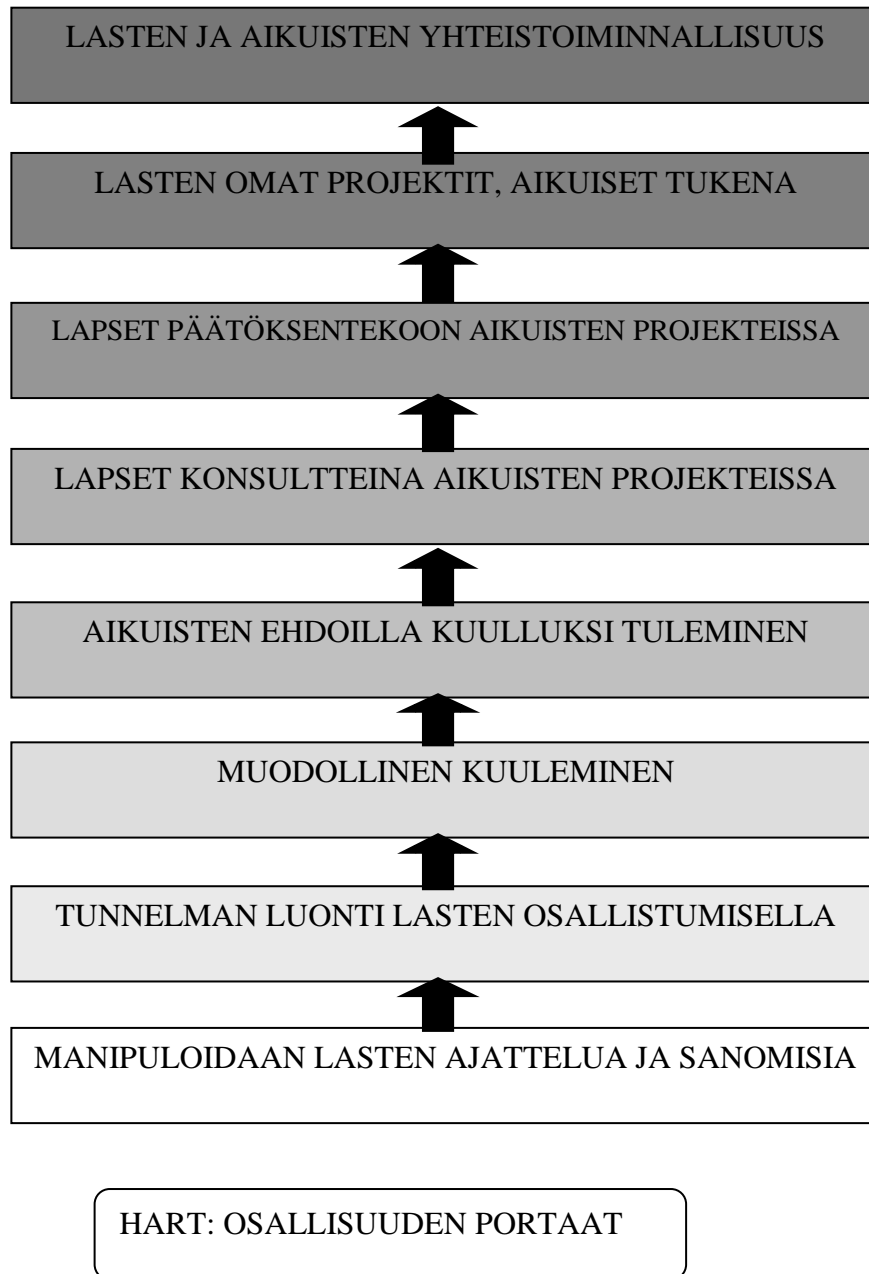 LASTEN JA AIKUISTEN YHTEISTOIMINNALLISUUS
LASTEN OMAT PROJEKTIT, AIKUISET TUKENA
LAPSET PÄÄTÖKSENTEKOON AIKUISTEN PROJEKTEISSA
LAPSET KONSULTTEINA AIKUISTEN PROJEKTEISSA
AIKUISTEN EHDOILLA KUULLUKSI TULEMINEN
MUODOLLINEN KUULEMINEN
TUNNELMAN LUONTI LASTEN OSALLISTUMISELLA
MANIPULOIDAAN LASTEN AJATTELUA JA SANOMISIA
HART: OSALLISUUDEN PORTAAT